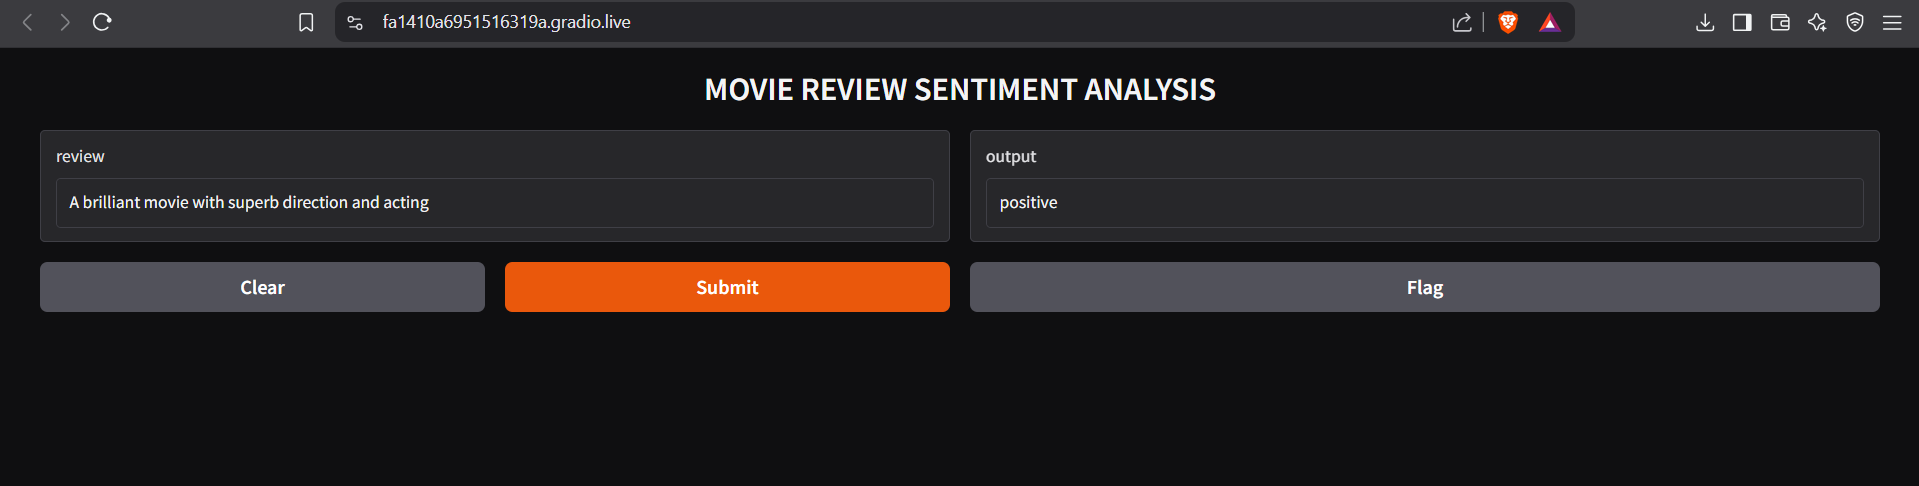 fa1410a6951516319a.gradio.live
MOVIE REVIEW SENTIMENT ANALYSIS
review
A brilliant movie with superb direction and acting
output
positive
Clear
Submit
Flag